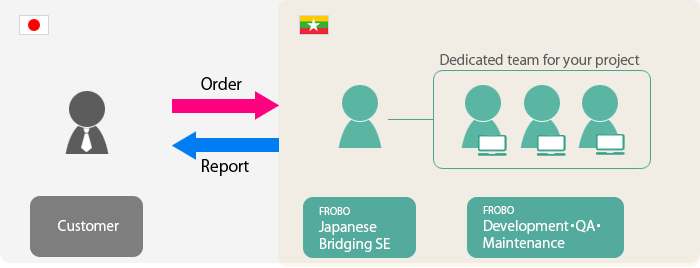 Dedicated team for your project
Order
Report
Customer
FROBO
Japanese
Bridging SE
FROBO
Development・QA・
Maintenance